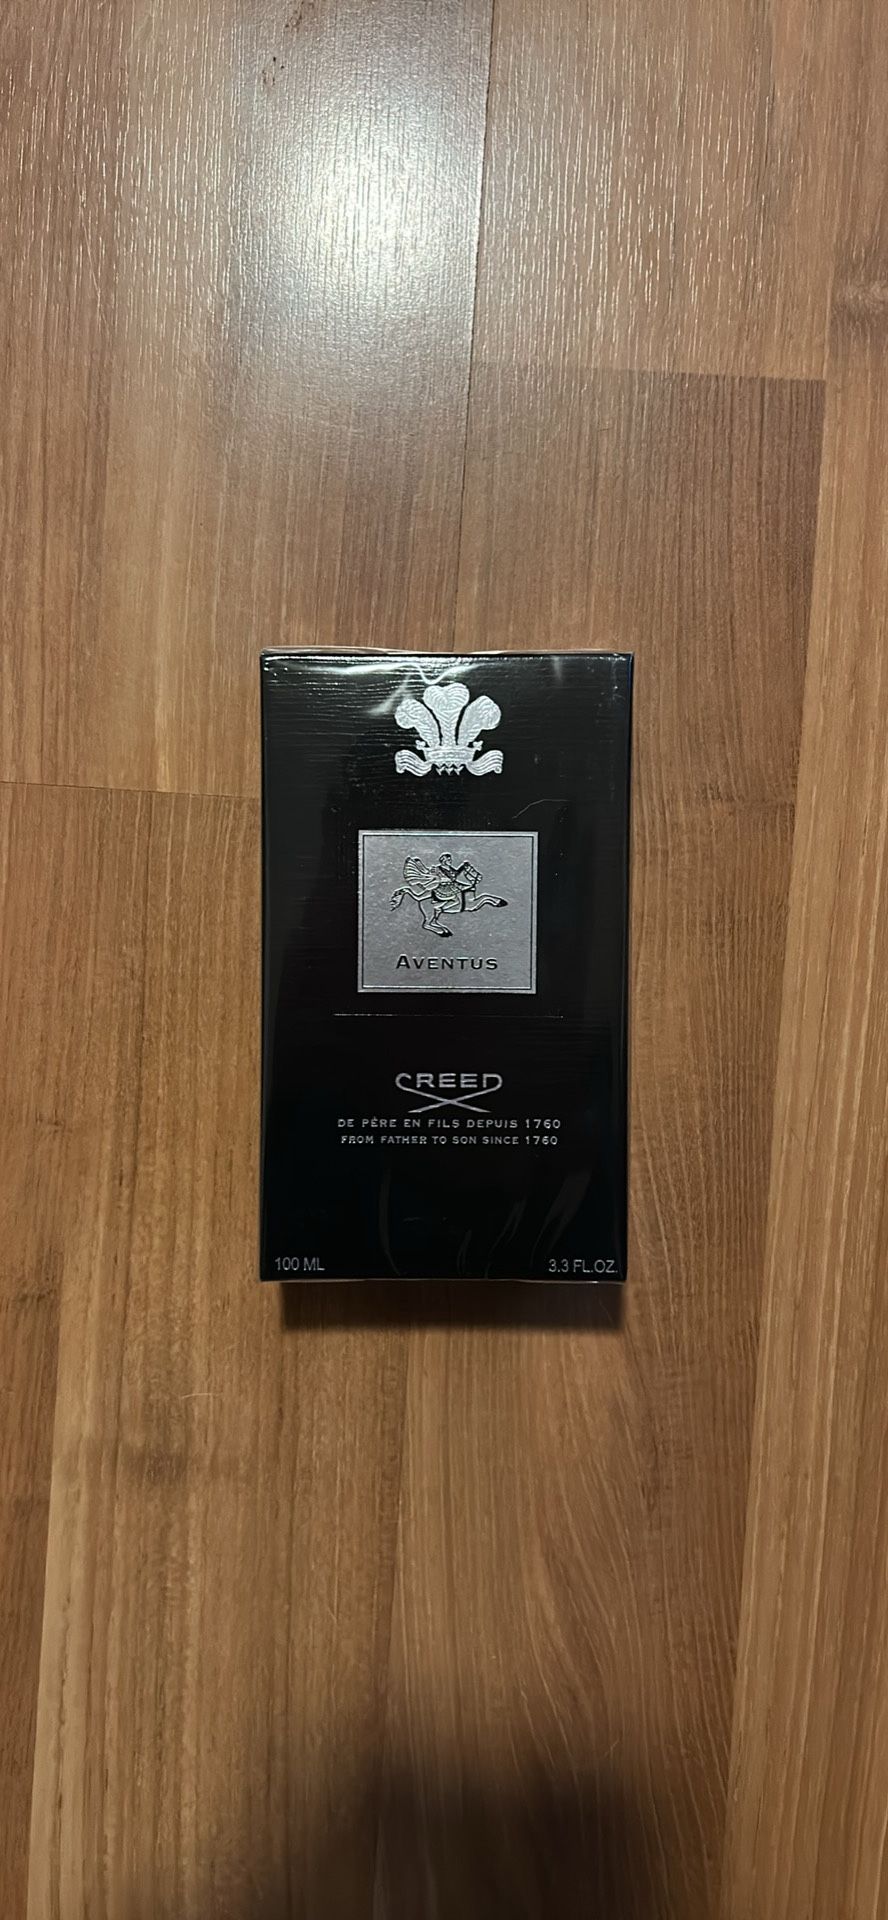 AVENTUS
CREED
DE PÈRE EN FILS DEPUIS 1760
FROM FATHER TO SON SINCE 1760
100 ML 3.3 FL.OZ.